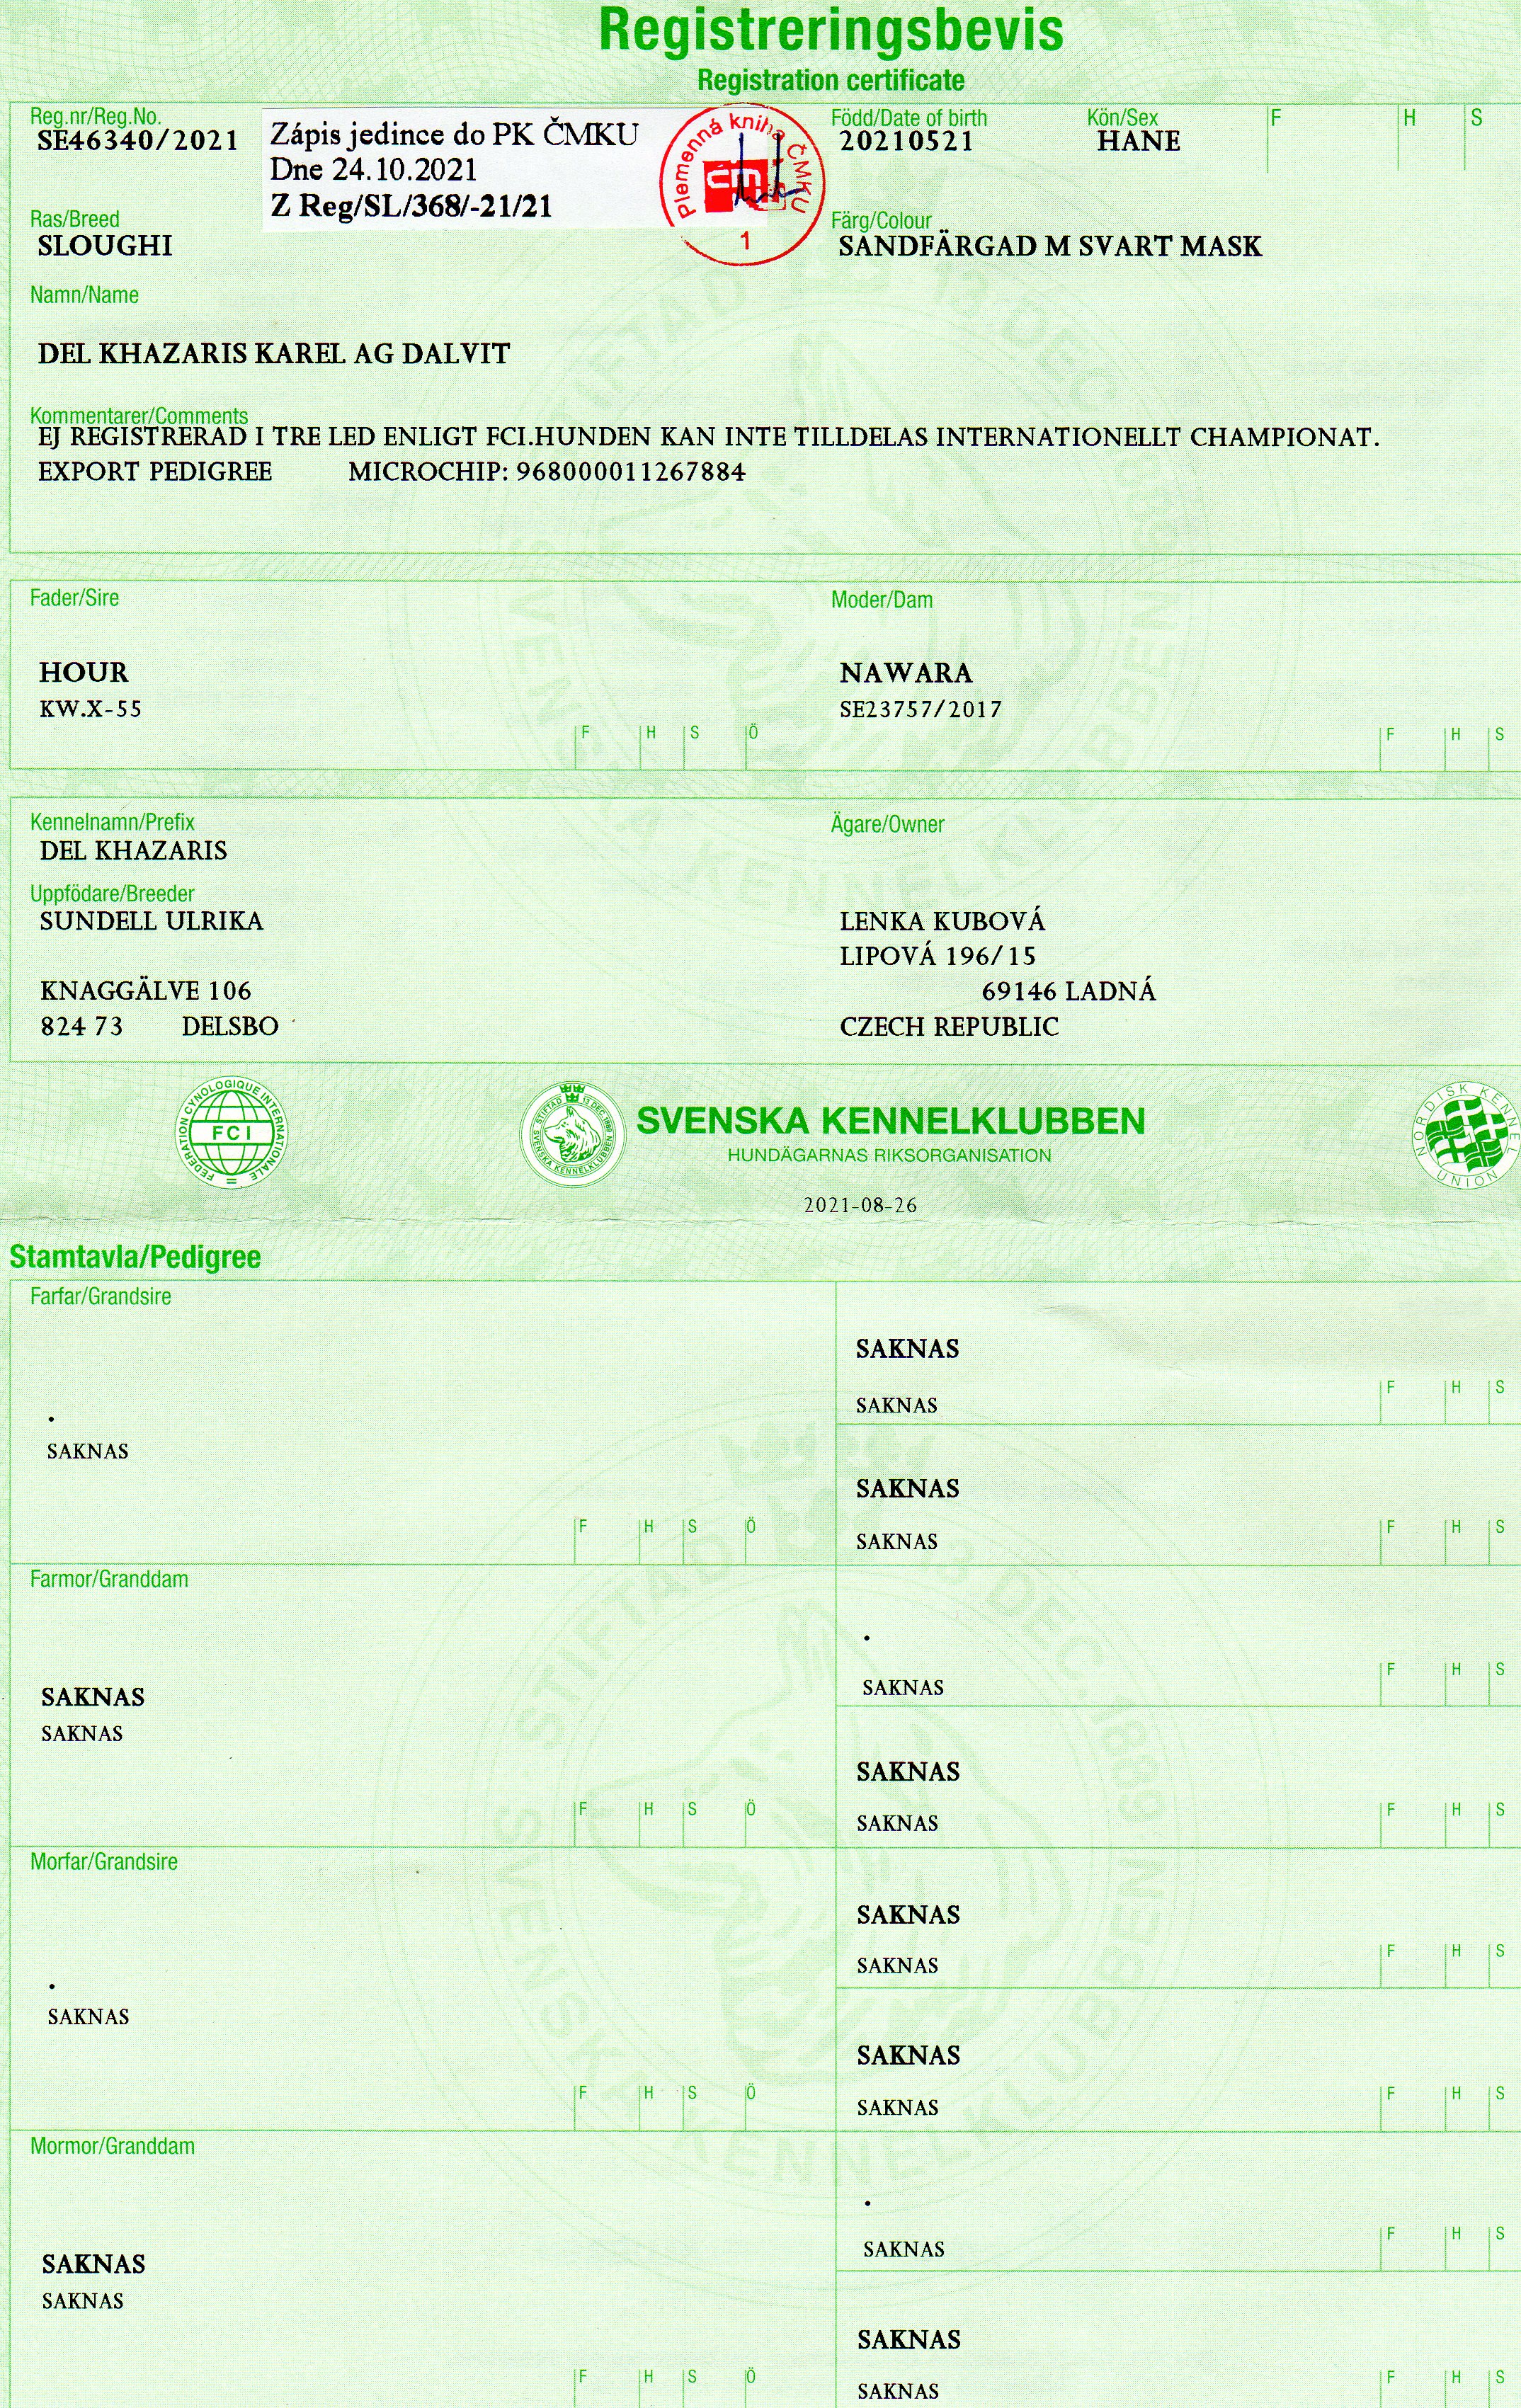 Registreringsbevis
Registration certificate
Reg.nr/Reg.No.
SE46340/2021
Zápis jedince do PK ČMKU
Dne 24.10.2021
Z Reg/SL/368/-21/21
Plemenná kniha ČMKU
1
Född/Date of birth
20210521
Kön/Sex
HANE
F H S
Ras/Breed
SLOUGHI
Färg/Colour
SANDFÄRGAD M SVART MASK
Namn/Name
DEL KHAZARIS KAREL AG DALVIT
Kommentarer/Comments
EJ REGISTRERAD I TRE LED ENLIGT FCI.HUNDEN KAN INTE TILLDELAS INTERNATIONELLT CHAMPIONAT.
EXPORT PEDIGREE MICROCHIP: 968000011267884
Fader/Sire
HOUR
KW.X-55
F H S Ö
Moder/Dam
NAWARA
SE23757/2017
F H S
Kennelnamn/Prefix
DEL KHAZARIS
Uppfödare/Breeder
SUNDELL ULRIKA
KNAGGÄLVE 106
824 73 DELSBO
Ägare/Owner
LENKA KUBOVÁ
LIPOVÁ 196/15
69146 LADNÁ
CZECH REPUBLIC
FEDERATION CYNOLOGIQUE INTERNATIONALE
FCI
SVENSKA KENNELKLUBBEN STIFTAD 13 DEC.1889
SVENSKA KENNELKLUBBEN
HUNDÄGARNAS RIKSORGANISATION
NORDISK KENNEL UNION
2021-08-26
Stamtavla/Pedigree
Farfar/Grandsire
.
SAKNAS
F H S Ö
SAKNAS
SAKNAS
F H S
SAKNAS
SAKNAS
F H S
Farmor/Granddam
SAKNAS
SAKNAS
F H S Ö
.
SAKNAS
F H S
SAKNAS
SAKNAS
F H S
Morfar/Grandsire
.
SAKNAS
F H S Ö
SAKNAS
SAKNAS
F H S
SAKNAS
SAKNAS
F H S
Mormor/Granddam
SAKNAS
SAKNAS
F H S Ö
.
SAKNAS
F H S
SAKNAS
SAKNAS
F H S